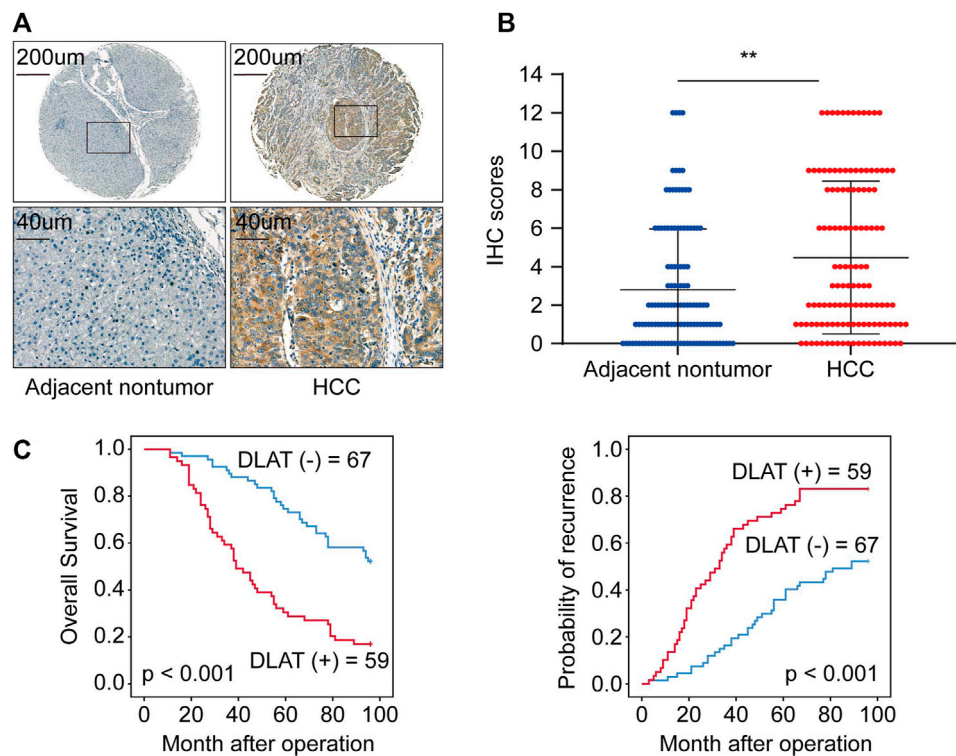 A
200um
200um
40um
40um
Adjacent nontumor
HCC
B
**
14
12
10
8
6
4
2
0
IHC scores
Adjacent nontumor
HCC
C
1.0
0.8
0.6
0.4
0.2
0.0
Overall Survival
DLAT (-) = 67
DLAT (+) = 59
p < 0.001
0 20 40 60 80 100
Month after operation
1.0
0.8
0.6
0.4
0.2
0.0
Probability of recurrence
DLAT (+) = 59
DLAT (-) = 67
p < 0.001
0 20 40 60 80 100
Month after operation